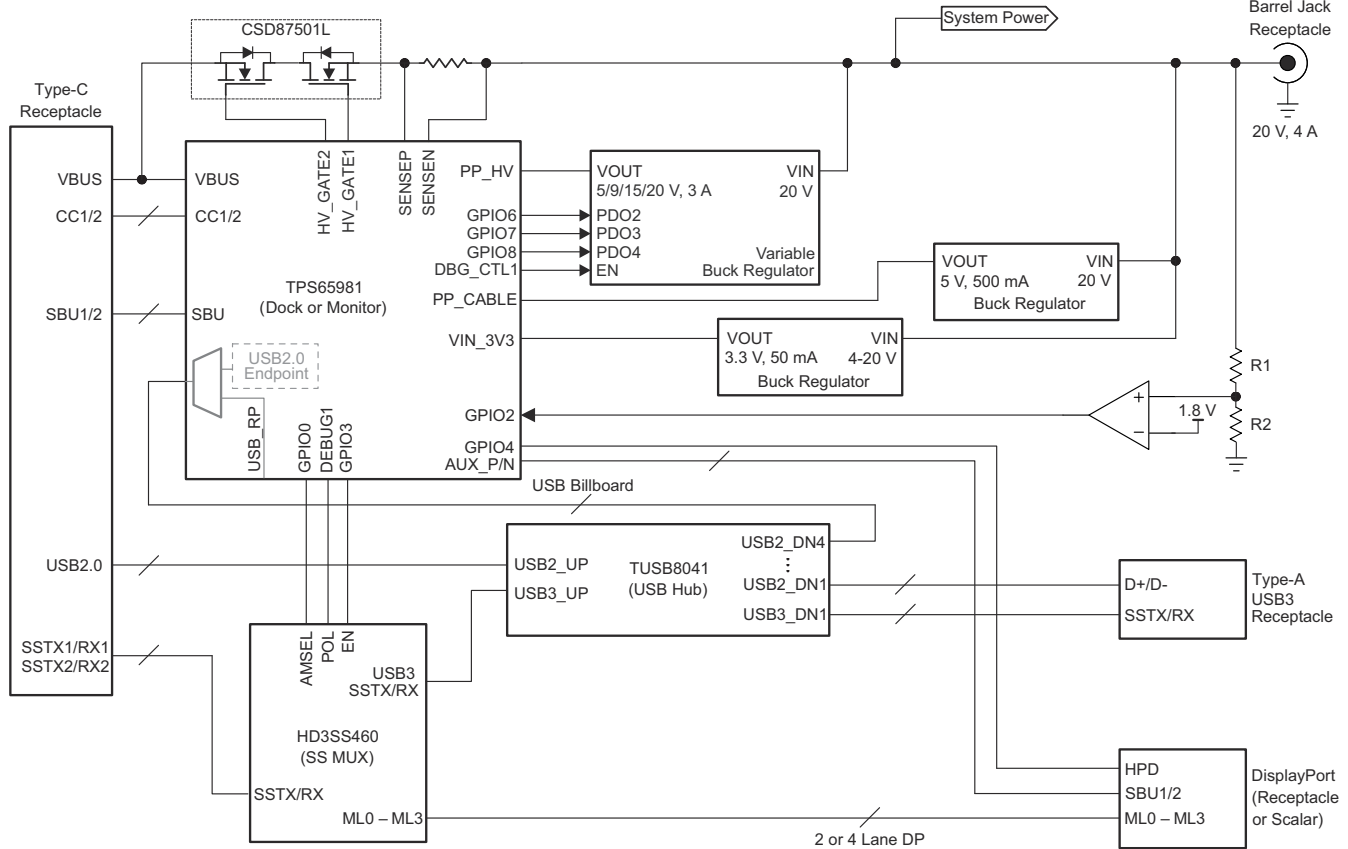 CSD87501L
System Power
Barrel Jack
Receptacle
20 V, 4 A
Type-C
Receptacle
VBUS
CC1/2
SBU1/2
USB2.0
SSTX1/RX1
SSTX2/RX2
VBUS
CC1/2
SBU
HV_GATE2
HV_GATE1
SENSEP
SENSEN
TPS65981
(Dock or Monitor)
USB2.0
Endpoint
USB_RP
GPIO0
DEBUG1
GPIO3
PP_HV
GPIO6
GPIO7
GPIO8
DBG_CTL1
PP_CABLE
VIN_3V3
GPIO2
GPIO4
AUX_P/N
VOUT
VIN
5/9/15/20 V, 3 A
20 V
PDO2
PDO3
PDO4
EN
Variable
Buck Regulator
VOUT
VIN
5 V, 500 mA
20 V
Buck Regulator
VOUT
VIN
3.3 V, 50 mA
4-20 V
Buck Regulator
R1
R2
+
1.8 V
–
USB Billboard
USB2_UP
USB3_UP
TUSB8041
(USB Hub)
USB2_DN4
USB2_DN1
USB3_DN1
D+/D-
SSTX/RX
Type-A
USB3
Receptacle
AMSEL
POL
EN
USB3
SSTX/RX
HD3SS460
(SS MUX)
SSTX/RX
ML0 – ML3
2 or 4 Lane DP
HPD
SBU1/2
ML0 – ML3
DisplayPort
(Receptacle
or Scalar)